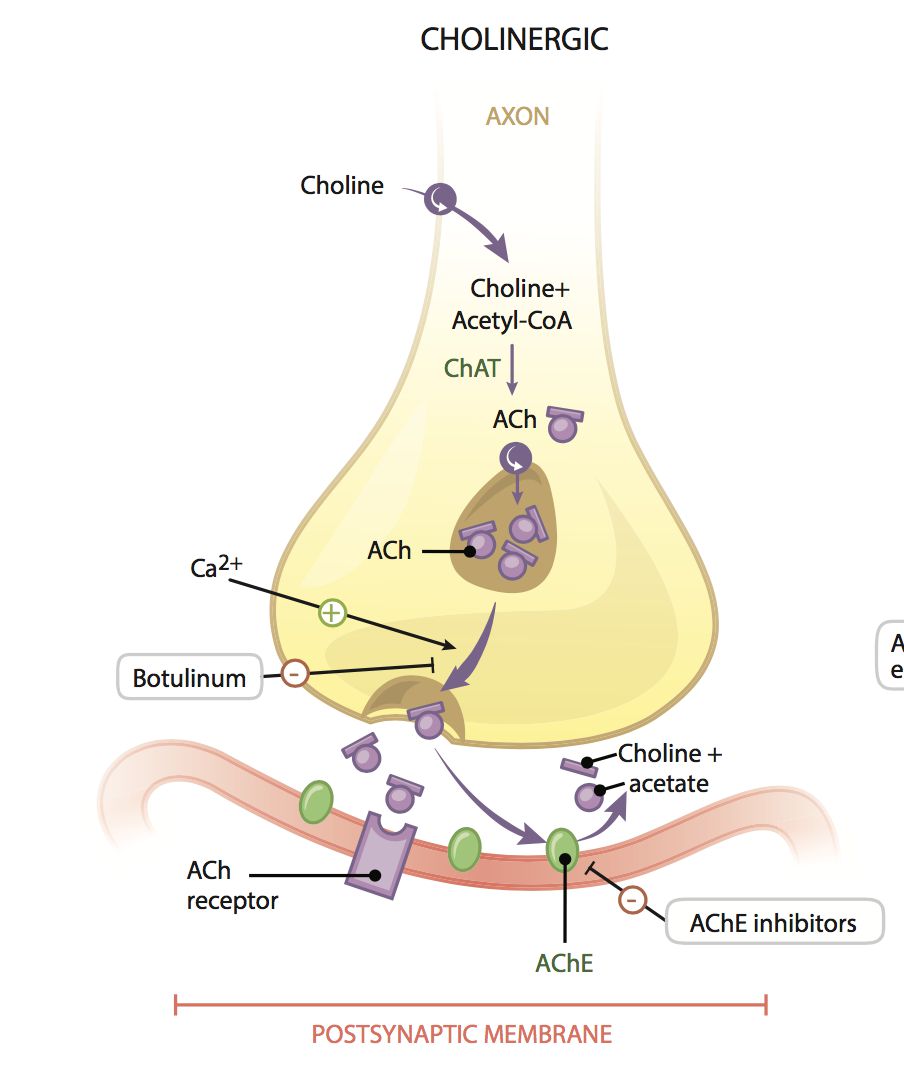 CHOLINERGIC
AXON
Choline
Choline+
Acetyl-CoA
ChAT
ACh
ACh
Ca2+
+
-
Botulinum
A
e
Choline +
acetate
ACh
receptor
-
AChE inhibitors
AChE
POSTSYNAPTIC MEMBRANE